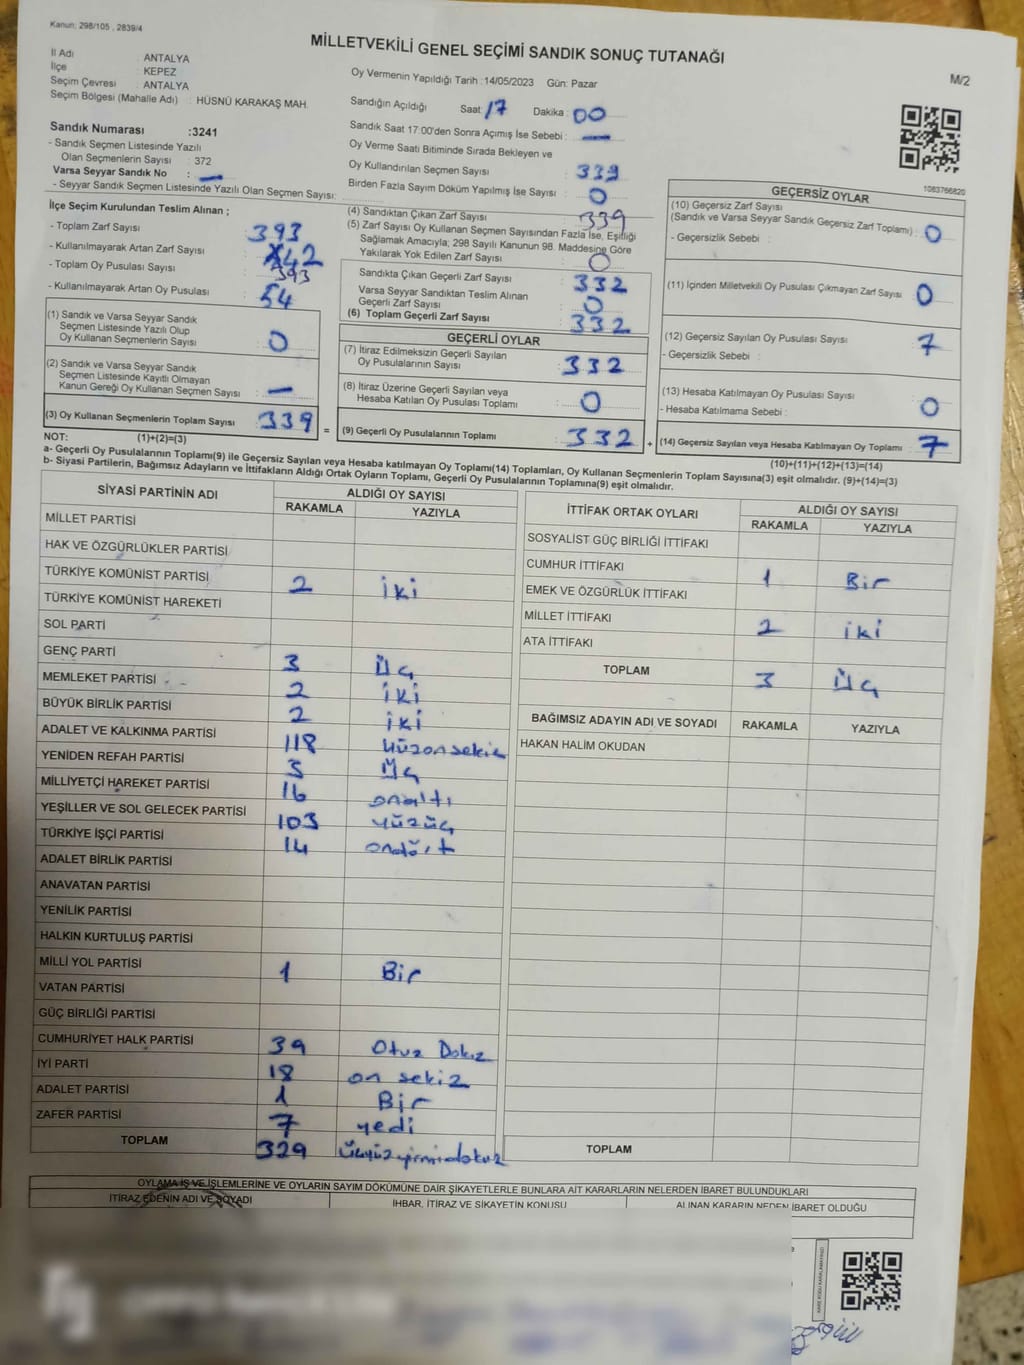 Kanun: 298/105 , 2839/4
MİLLETVEKİLİ GENEL SEÇİMİ SANDIK SONUÇ TUTANAĞI
M/2
İl Adı : ANTALYA
İlçe : KEPEZ
Seçim Çevresi : ANTALYA
Seçim Bölgesi (Mahalle Adı) : HÜSNÜ KARAKAŞ MAH.
Sandık Numarası :3241
- Sandık Seçmen Listesinde Yazılı
Olan Seçmenlerin Sayısı : 372
Varsa Seyyar Sandık No : —
- Seyyar Sandık Seçmen Listesinde Yazılı Olan Seçmen Sayısı:
Oy Vermenin Yapıldığı Tarih :14/05/2023 Gün: Pazar
Sandığın Açıldığı Saat: 17 Dakika : 00
Sandık Saat 17:00'den Sonra Açımış İse Sebebi : —
Oy Verme Saati Bitiminde Sırada Bekleyen ve
Oy Kullandırılan Seçmen Sayısı : 339
Birden Fazla Sayım Döküm Yapılmış İse Sayısı : 0
1083766820
İlçe Seçim Kurulundan Teslim Alınan ;
- Toplam Zarf Sayısı : 393
- Kullanılmayarak Artan Zarf Sayısı : 42
- Toplam Oy Pusulası Sayısı : 393
- Kullanılmayarak Artan Oy Pusulası : 54
(1) Sandık ve Varsa Seyyar Sandık
Seçmen Listesinde Yazılı Olup
Oy Kullanan Seçmenlerin Sayısı : 0
(2) Sandık ve Varsa Seyyar Sandık
Seçmen Listesinde Kayıtlı Olmayan
Kanun Gereği Oy Kullanan Seçmen Sayısı : —
(3) Oy Kullanan Seçmenlerin Toplam Sayısı : 339
(4) Sandıktan Çıkan Zarf Sayısı : 339
(5) Zarf Sayısı Oy Kullanan Seçmen Sayısından Fazla İse, Eşitliği
Sağlamak Amacıyla; 298 Sayılı Kanunun 98. Maddesine Göre
Yakılarak Yok Edilen Zarf Sayısı : 0
Sandıkta Çıkan Geçerli Zarf Sayısı : 332
Varsa Seyyar Sandıktan Teslim Alınan
Geçerli Zarf Sayısı : 0
(6) Toplam Geçerli Zarf Sayısı : 332
GEÇERLİ OYLAR
(7) İtiraz Edilmeksizin Geçerli Sayılan
Oy Pusulalarının Sayısı : 332
(8) İtiraz Üzerine Geçerli Sayılan veya
Hesaba Katılan Oy Pusulası Toplamı : 0
= (9) Geçerli Oy Pusulalarının Toplamı : 332
GEÇERSİZ OYLAR
(10) Geçersiz Zarf Sayısı
(Sandık ve Varsa Seyyar Sandık Geçersiz Zarf Toplamı) : 0
- Geçersizlik Sebebi :
(11) İçinden Milletvekili Oy Pusulası Çıkmayan Zarf Sayısı : 0
(12) Geçersiz Sayılan Oy Pusulası Sayısı : 7
- Geçersizlik Sebebi :
(13) Hesaba Katılmayan Oy Pusulası Sayısı
- Hesaba Katılmama Sebebi : 0
+ (14) Geçersiz Sayılan veya Hesaba Katılmayan Oy Toplamı : 7
NOT: (1)+(2)=(3)
(10)+(11)+(12)+(13)=(14)
a- Geçerli Oy Pusulalarının Toplamı(9) ile Geçersiz Sayılan veya Hesaba katılmayan Oy Toplamı(14) Toplamları, Oy Kullanan Seçmenlerin Toplam Sayısına(3) eşit olmalıdır. (9)+(14)=(3)
b- Siyasi Partilerin, Bağımsız Adayların ve İttifakların Aldığı Ortak Oyların Toplamı, Geçerli Oy Pusulalarının Toplamına(9) eşit olmalıdır.
SİYASİ PARTİNİN ADI ALDIĞI OY SAYISI
RAKAMLA YAZIYLA
MİLLET PARTİSİ
HAK VE ÖZGÜRLÜKLER PARTİSİ
TÜRKİYE KOMÜNİST PARTİSİ 2 iki
TÜRKİYE KOMÜNİST HAREKETİ
SOL PARTİ
GENÇ PARTİ 3 Üç
MEMLEKET PARTİSİ 2 iki
BÜYÜK BİRLİK PARTİSİ 2 iki
ADALET VE KALKINMA PARTİSİ 118 yüzonsekiz
YENİDEN REFAH PARTİSİ 3 Üç
MİLLİYETÇİ HAREKET PARTİSİ 16 onaltı
YEŞİLLER VE SOL GELECEK PARTİSİ 103 yüzüç
TÜRKİYE İŞÇİ PARTİSİ 14 ondört
ADALET BİRLİK PARTİSİ
ANAVATAN PARTİSİ
YENİLİK PARTİSİ
HALKIN KURTULUŞ PARTİSİ
MİLLİ YOL PARTİSİ 1 Bir
VATAN PARTİSİ
GÜÇ BİRLİĞİ PARTİSİ
CUMHURİYET HALK PARTİSİ 39 Otuz Dokuz
İYİ PARTİ 18 on sekiz
ADALET PARTİSİ 1 Bir
ZAFER PARTİSİ 7 yedi
TOPLAM 329 üçyüzyirmidokuz
İTTİFAK ORTAK OYLARI ALDIĞI OY SAYISI
RAKAMLA YAZIYLA
SOSYALİST GÜÇ BİRLİĞİ İTTİFAKI
CUMHUR İTTİFAKI 1 Bir
EMEK VE ÖZGÜRLÜK İTTİFAKI
MİLLET İTTİFAKI 2 iki
ATA İTTİFAKI
TOPLAM 3 Üç
BAĞIMSIZ ADAYIN ADI VE SOYADI RAKAMLA YAZIYLA
HAKAN HALİM OKUDAN
TOPLAM
OYLAMA İŞ VE İŞLEMLERİNE VE OYLARIN SAYIM DÖKÜMÜNE DAİR ŞİKAYETLERLE BUNLARA AİT KARARLARIN NELERDEN İBARET BULUNDUKLARI
İTİRAZ EDENİN ADI VE SOYADI İHBAR, İTİRAZ VE ŞİKAYETİN KONUSU ALINAN KARARIN NEDEN İBARET OLDUĞU